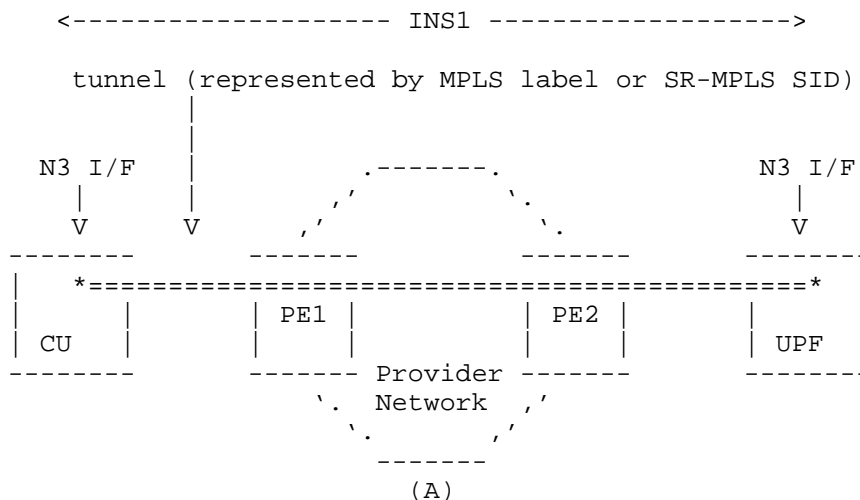 INS1
tunnel (represented by MPLS label or SR-MPLS SID)
N3 I/F N3 I/F
PE1 PE2
CU UPF
Provider
Network
(A)